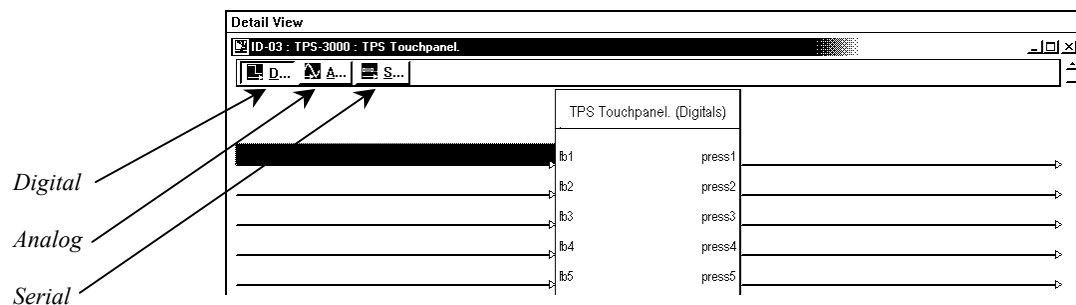 Detail View
ID-03 : TPS-3000 : TPS Touchpanel.
D... A... S...
TPS Touchpanel. (Digitals)
fb1 press1
fb2 press2
fb3 press3
fb4 press4
fb5 press5
Digital
Analog
Serial